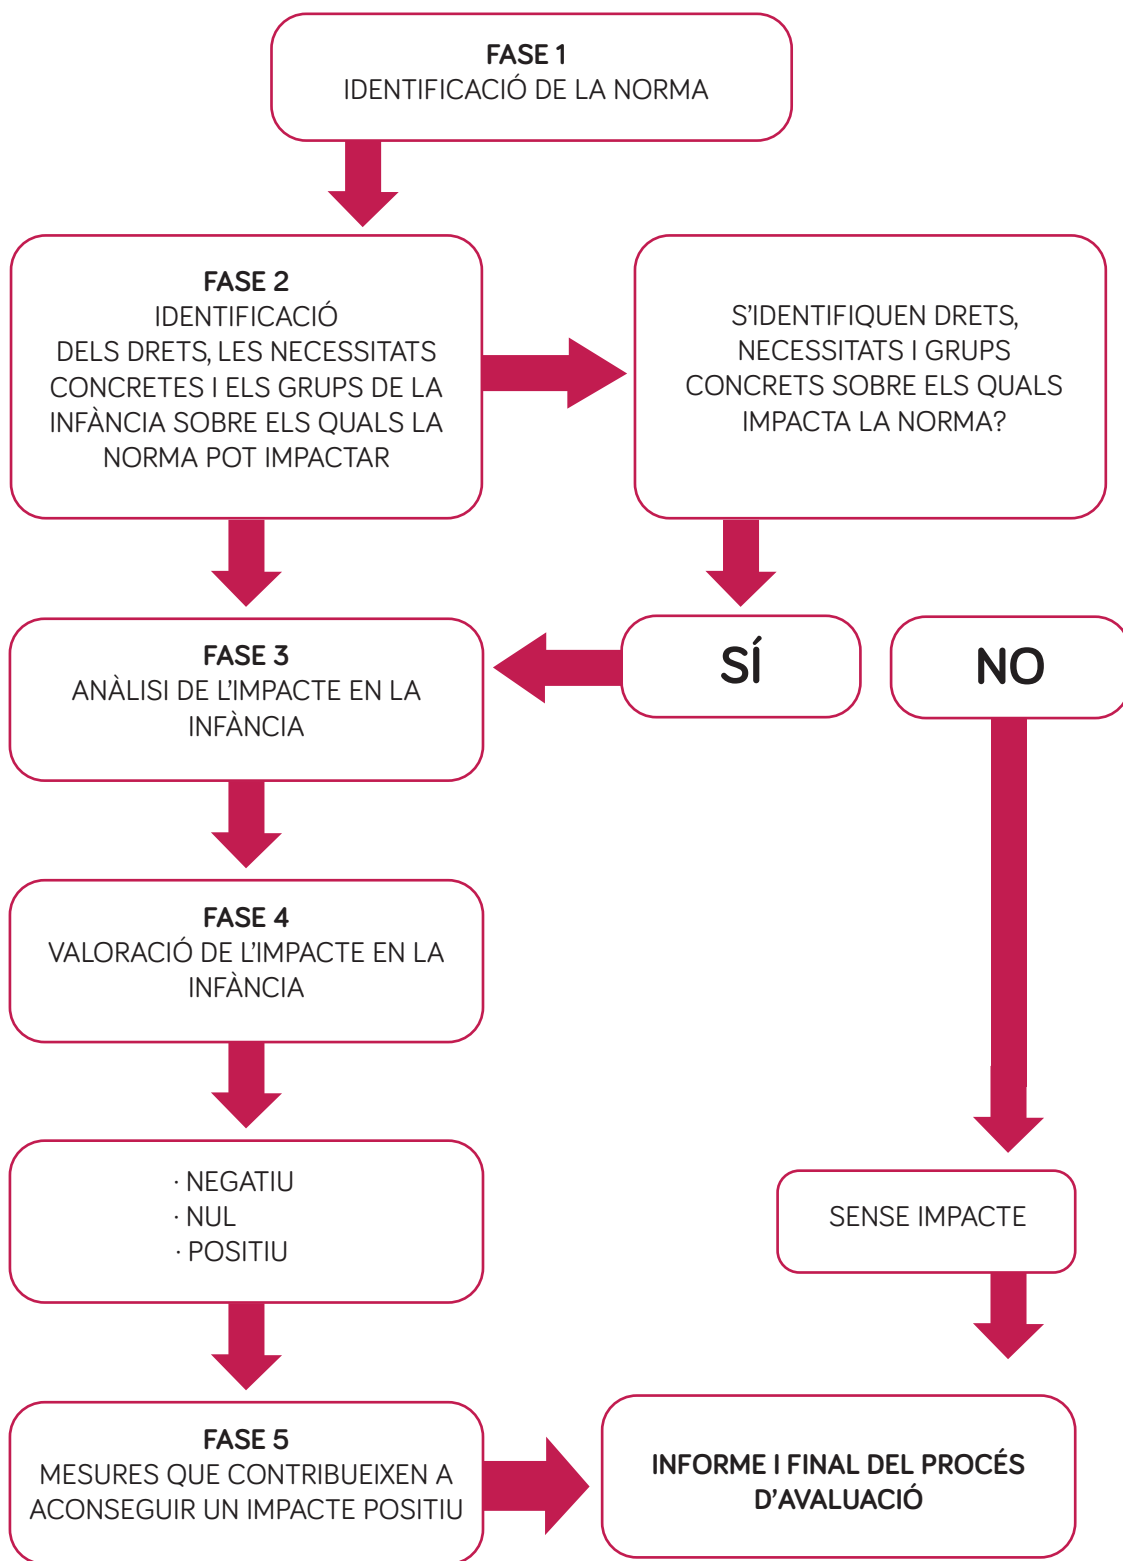 FASE 1
IDENTIFICACIÓ DE LA NORMA
FASE 2
IDENTIFICACIÓ
DELS DRETS, LES NECESSITATS
CONCRETES I ELS GRUPS DE LA
INFÀNCIA SOBRE ELS QUALS LA
NORMA POT IMPACTAR
S’IDENTIFIQUEN DRETS,
NECESSITATS I GRUPS
CONCRETS SOBRE ELS QUALS
IMPACTA LA NORMA?
SÍ
NO
FASE 3
ANÀLISI DE L’IMPACTE EN LA
INFÀNCIA
FASE 4
VALORACIÓ DE L’IMPACTE EN LA
INFÀNCIA
· NEGATIU
· NUL
· POSITIU
SENSE IMPACTE
FASE 5
MESURES QUE CONTRIBUEIXEN A
ACONSEGUIR UN IMPACTE POSITIU
INFORME I FINAL DEL PROCÉS
D’AVALUACIÓ